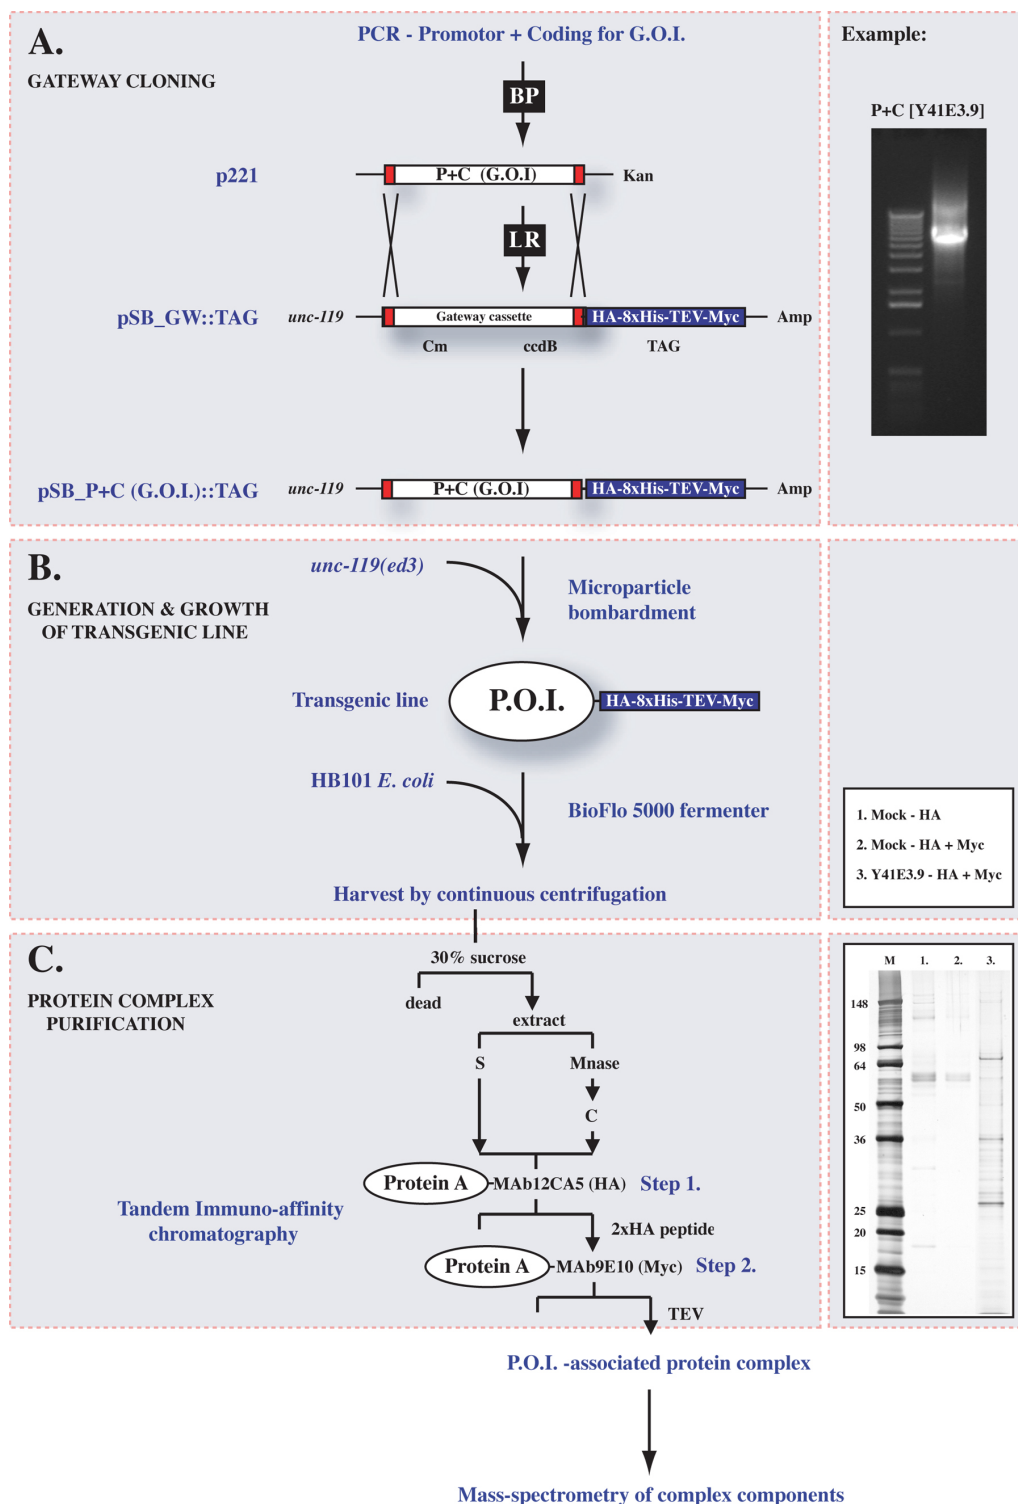 A.
GATEWAY CLONING
PCR - Promotor + Coding for G.O.I.
BP
p221
P+C (G.O.I)
Kan
LR
pSB_GW::TAG
unc-119
Gateway cassette
HA-8xHis-TEV-Myc
Amp
Cm
ccdB
TAG
pSB_P+C (G.O.I.)::TAG
unc-119
P+C (G.O.I)
HA-8xHis-TEV-Myc
Amp
Example:
P+C [Y41E3.9]
B.
GENERATION & GROWTH
OF TRANSGENIC LINE
unc-119(ed3)
Microparticle
bombardment
Transgenic line
P.O.I.
HA-8xHis-TEV-Myc
HB101 E. coli
BioFlo 5000 fermenter
Harvest by continuous centrifugation
1. Mock - HA
2. Mock - HA + Myc
3. Y41E3.9 - HA + Myc
C.
PROTEIN COMPLEX
PURIFICATION
30% sucrose
dead
extract
S
Mnase
C
Protein A
MAb12CA5 (HA)
Step 1.
Tandem Immuno-affinity
chromatography
2xHA peptide
Protein A
MAb9E10 (Myc)
Step 2.
TEV
M 1. 2. 3.
148
98
64
50
36
25
20
15
P.O.I. -associated protein complex
Mass-spectrometry of complex components